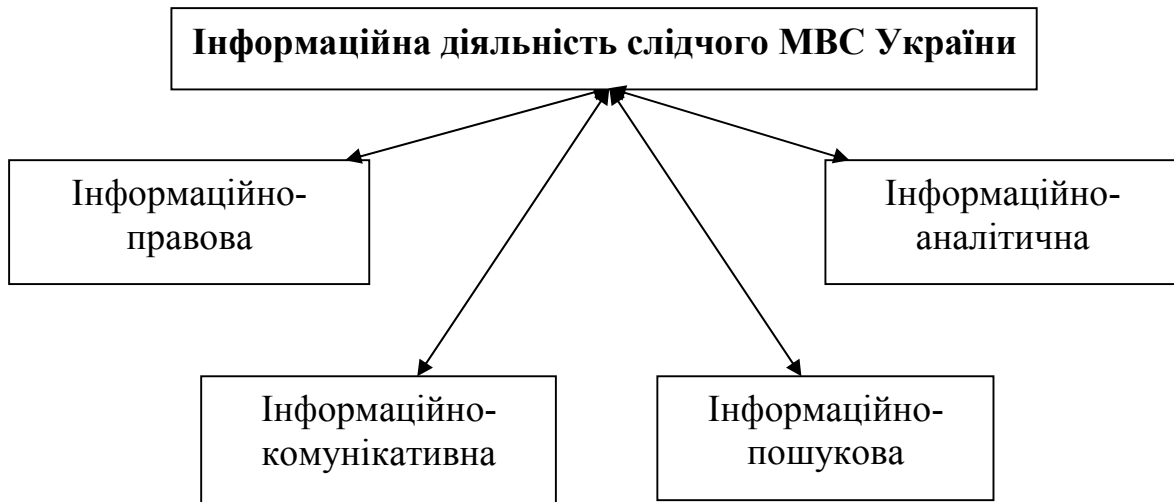 Інформаційна діяльність слідчого МВС України
Інформаційно-
правова
Інформаційно-
аналітична
Інформаційно-
комунікативна
Інформаційно-
пошукова